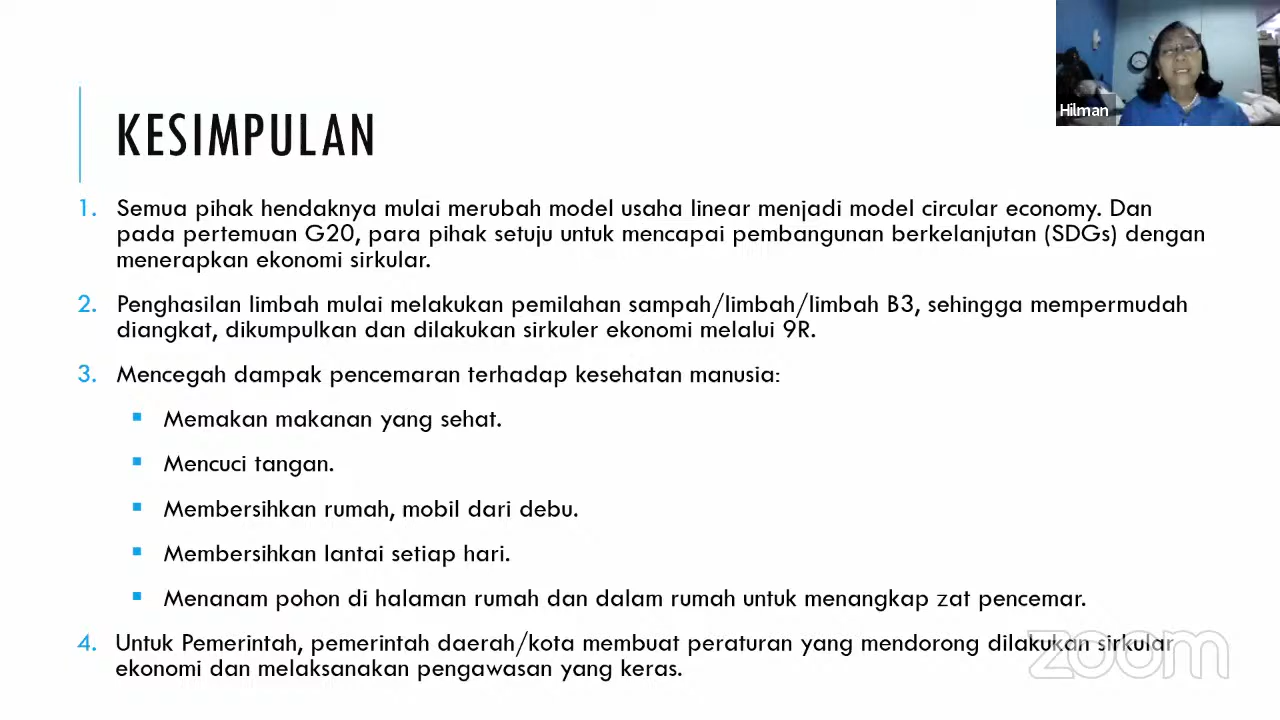 KESIMPULAN
Hilman
1. Semua pihak hendaknya mulai merubah model usaha linear menjadi model circular economy. Dan
pada pertemuan G20, para pihak setuju untuk mencapai pembangunan berkelanjutan (SDGs) dengan
menerapkan ekonomi sirkular.
2. Penghasilan limbah mulai melakukan pemilahan sampah/limbah/limbah B3, sehingga mempermudah
diangkat, dikumpulkan dan dilakukan sirkuler ekonomi melalui 9R.
3. Mencegah dampak pencemaran terhadap kesehatan manusia:
▪ Memakan makanan yang sehat.
▪ Mencuci tangan.
▪ Membersihkan rumah, mobil dari debu.
▪ Membersihkan lantai setiap hari.
▪ Menanam pohon di halaman rumah dan dalam rumah untuk menangkap zat pencemar.
4. Untuk Pemerintah, pemerintah daerah/kota membuat peraturan yang mendorong dilakukan sirkular
ekonomi dan melaksanakan pengawasan yang keras.
zoom